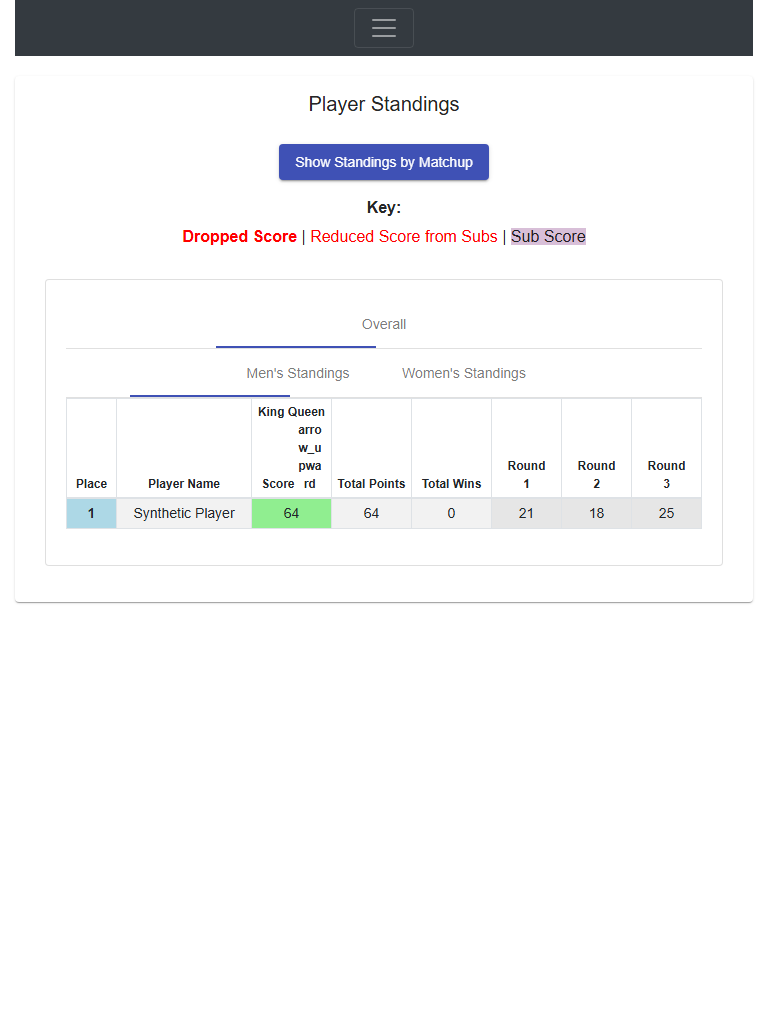 Player Standings
Show Standings by Matchup
Key:
Dropped Score | Reduced Score from Subs | Sub Score
Overall
Men's Standings Women's Standings
Place Player Name King Queen Score arro w_u pwa rd Total Points Total Wins Round 1 Round 2 Round 3
1 Synthetic Player 64 64 0 21 18 25